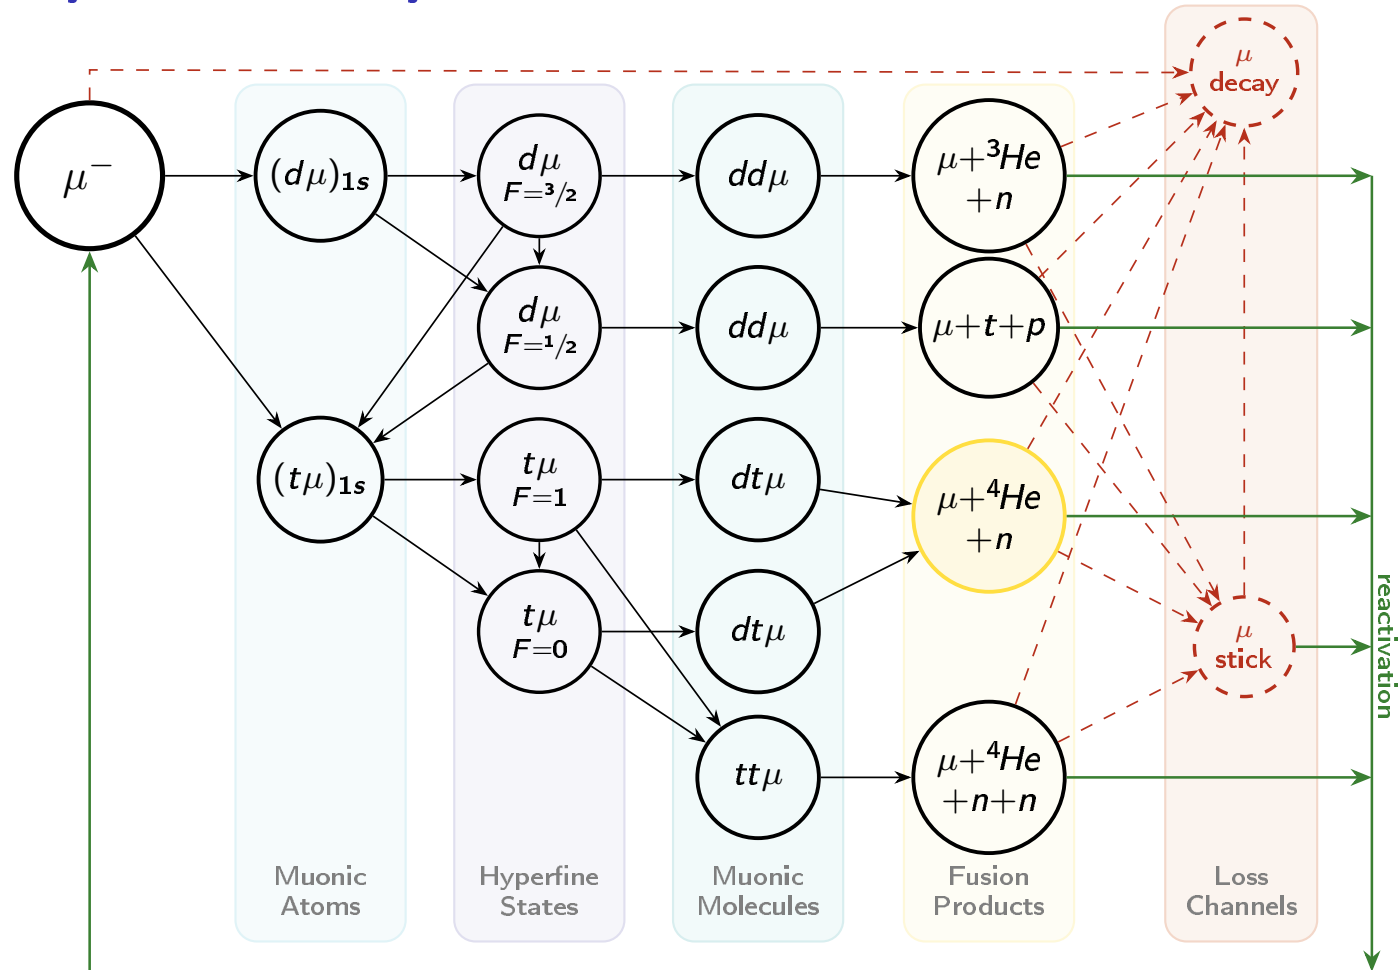 μ
decay
μ⁻
(dμ)₁ₛ
dμ
F=³/₂
ddμ
μ+³He
+n
dμ
F=¹/₂
ddμ
μ+t+p
(tμ)₁ₛ
tμ
F=1
dtμ
μ+⁴He
+n
tμ
F=0
dtμ
μ
stick
reactivation
ttμ
μ+⁴He
+n+n
Muonic
Atoms
Hyperfine
States
Muonic
Molecules
Fusion
Products
Loss
Channels